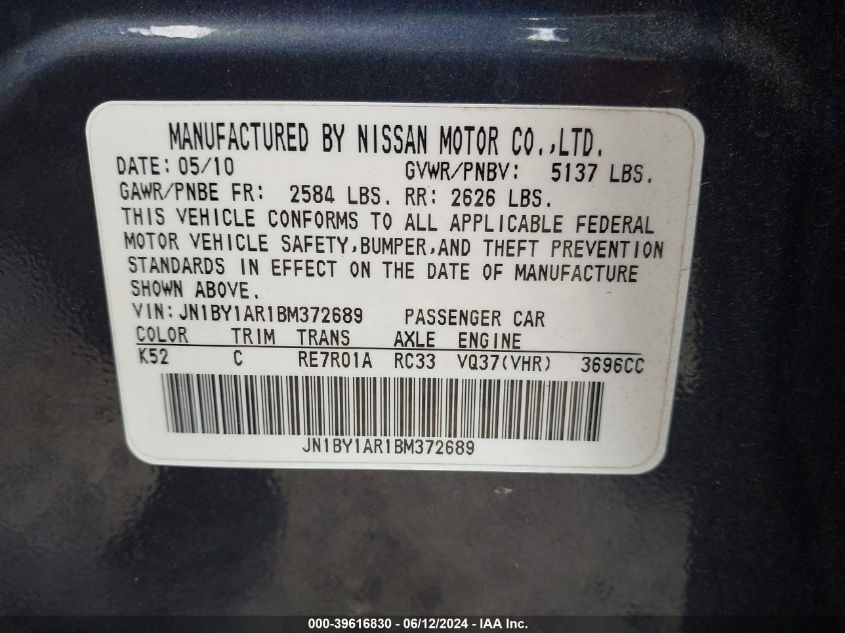 MANUFACTURED BY NISSAN MOTOR CO.,LTD.
DATE: 05/10 GVWR/PNBV: 5137 LBS.
GAWR/PNBE FR: 2584 LBS. RR: 2626 LBS.
THIS VEHICLE CONFORMS TO ALL APPLICABLE FEDERAL
MOTOR VEHICLE SAFETY,BUMPER,AND THEFT PREVENTION
STANDARDS IN EFFECT ON THE DATE OF MANUFACTURE
SHOWN ABOVE.
VIN: JN1BY1AR1BM372689 PASSENGER CAR
COLOR TRIM TRANS AXLE ENGINE
K52 C RE7R01A RC33 VQ37(VHR) 3696CC
JN1BY1AR1BM372689
000-39616830 - 06/12/2024 - IAA Inc.